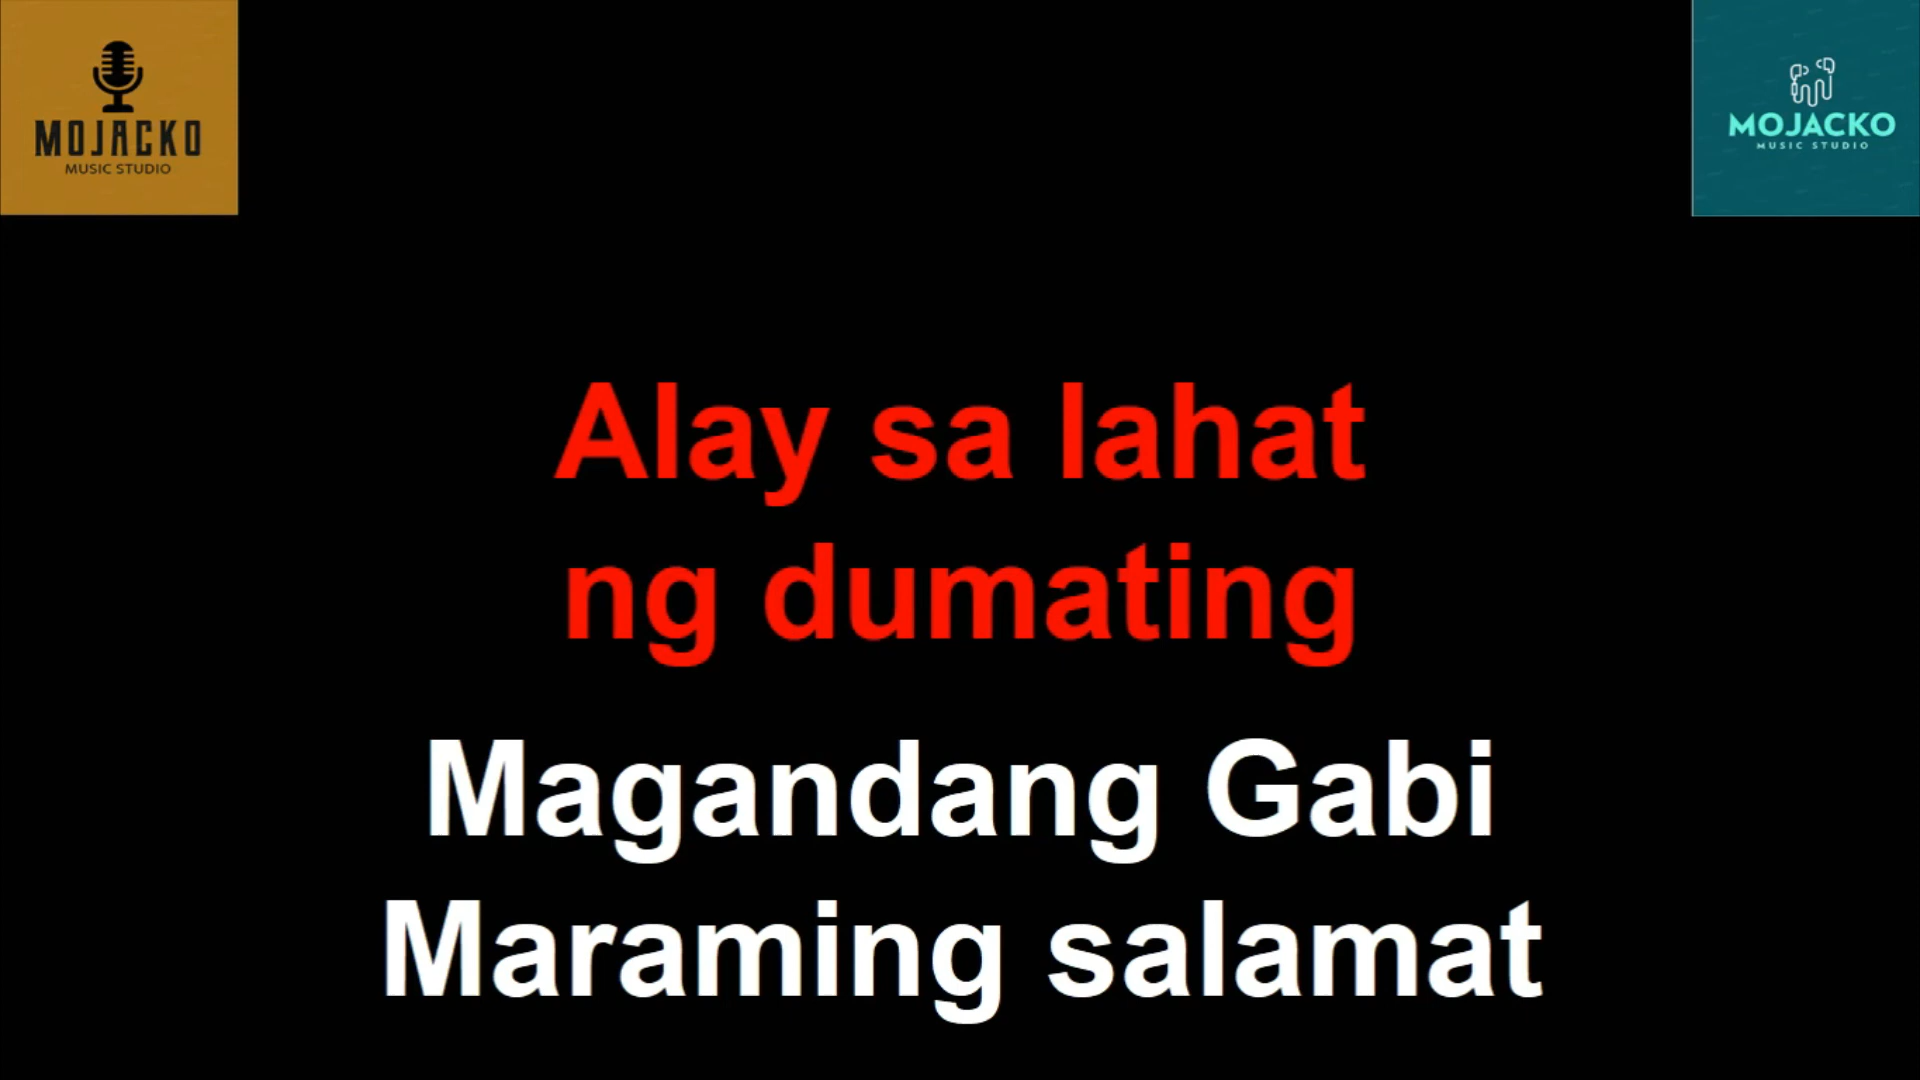 MOJACKO
MUSIC STUDIO
MOJACKO
MUSIC STUDIO
Alay sa lahat
ng dumating
Magandang Gabi
Maraming salamat